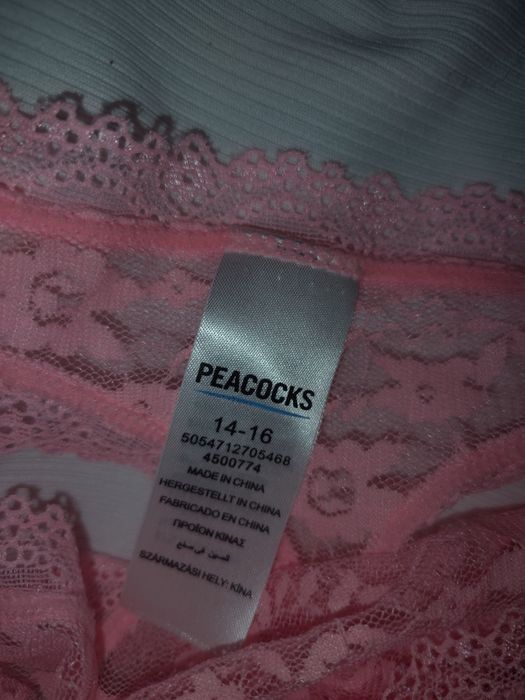 PEACOCKS
14-16
5054712705468
4500774
MADE IN CHINA
HERGESTELLT IN CHINA
FABRICADO EN CHINA
ΠΡΟΪΟΝ ΚΙΝΑΣ
الصين في صنع
SZÁRMAZÁSI HELY: KÍNA